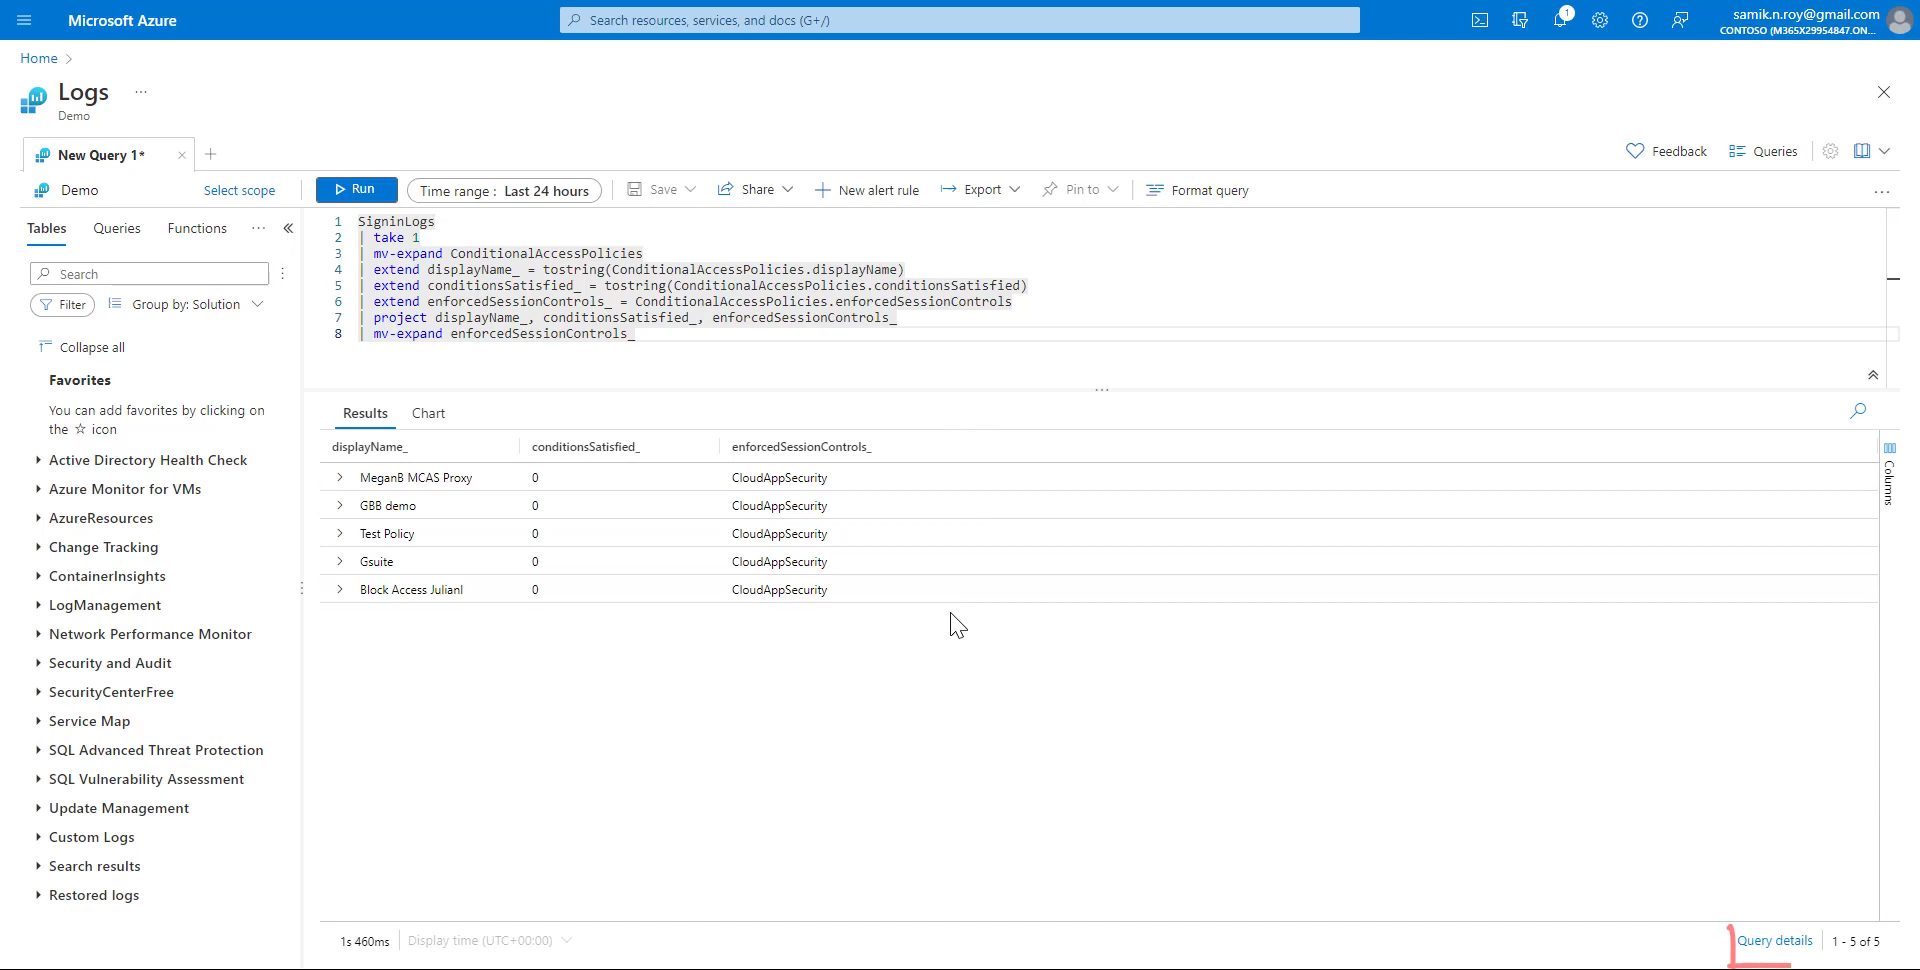 Microsoft Azure
Search resources, services, and docs (G+/)
1
samik.n.roy@gmail.com
CONTOSO (M365X29954847.ON...
Home
Logs
...
Demo
New Query 1*
Feedback
Queries
Demo
Select scope
Run
Time range : Last 24 hours
Save
Share
New alert rule
Export
Pin to
Format query
...
Tables
Queries
Functions
...
Search
Filter
Group by: Solution
Collapse all
Favorites
You can add favorites by clicking on
the ☆ icon
Active Directory Health Check
Azure Monitor for VMs
AzureResources
Change Tracking
ContainerInsights
LogManagement
Network Performance Monitor
Security and Audit
SecurityCenterFree
Service Map
SQL Advanced Threat Protection
SQL Vulnerability Assessment
Update Management
Custom Logs
Search results
Restored logs
1 SigninLogs
2 | take 1
3 | mv-expand ConditionalAccessPolicies
4 | extend displayName_ = tostring(ConditionalAccessPolicies.displayName)
5 | extend conditionsSatisfied_ = tostring(ConditionalAccessPolicies.conditionsSatisfied)
6 | extend enforcedSessionControls_ = ConditionalAccessPolicies.enforcedSessionControls
7 | project displayName_, conditionsSatisfied_, enforcedSessionControls_
8 | mv-expand enforcedSessionControls_
Results
Chart
displayName_ conditionsSatisfied_ enforcedSessionControls_
MeganB MCAS Proxy 0 CloudAppSecurity
GBB demo 0 CloudAppSecurity
Test Policy 0 CloudAppSecurity
Gsuite 0 CloudAppSecurity
Block Access Julianl 0 CloudAppSecurity
Columns
1s 460ms
Display time (UTC+00:00)
Query details
1 - 5 of 5